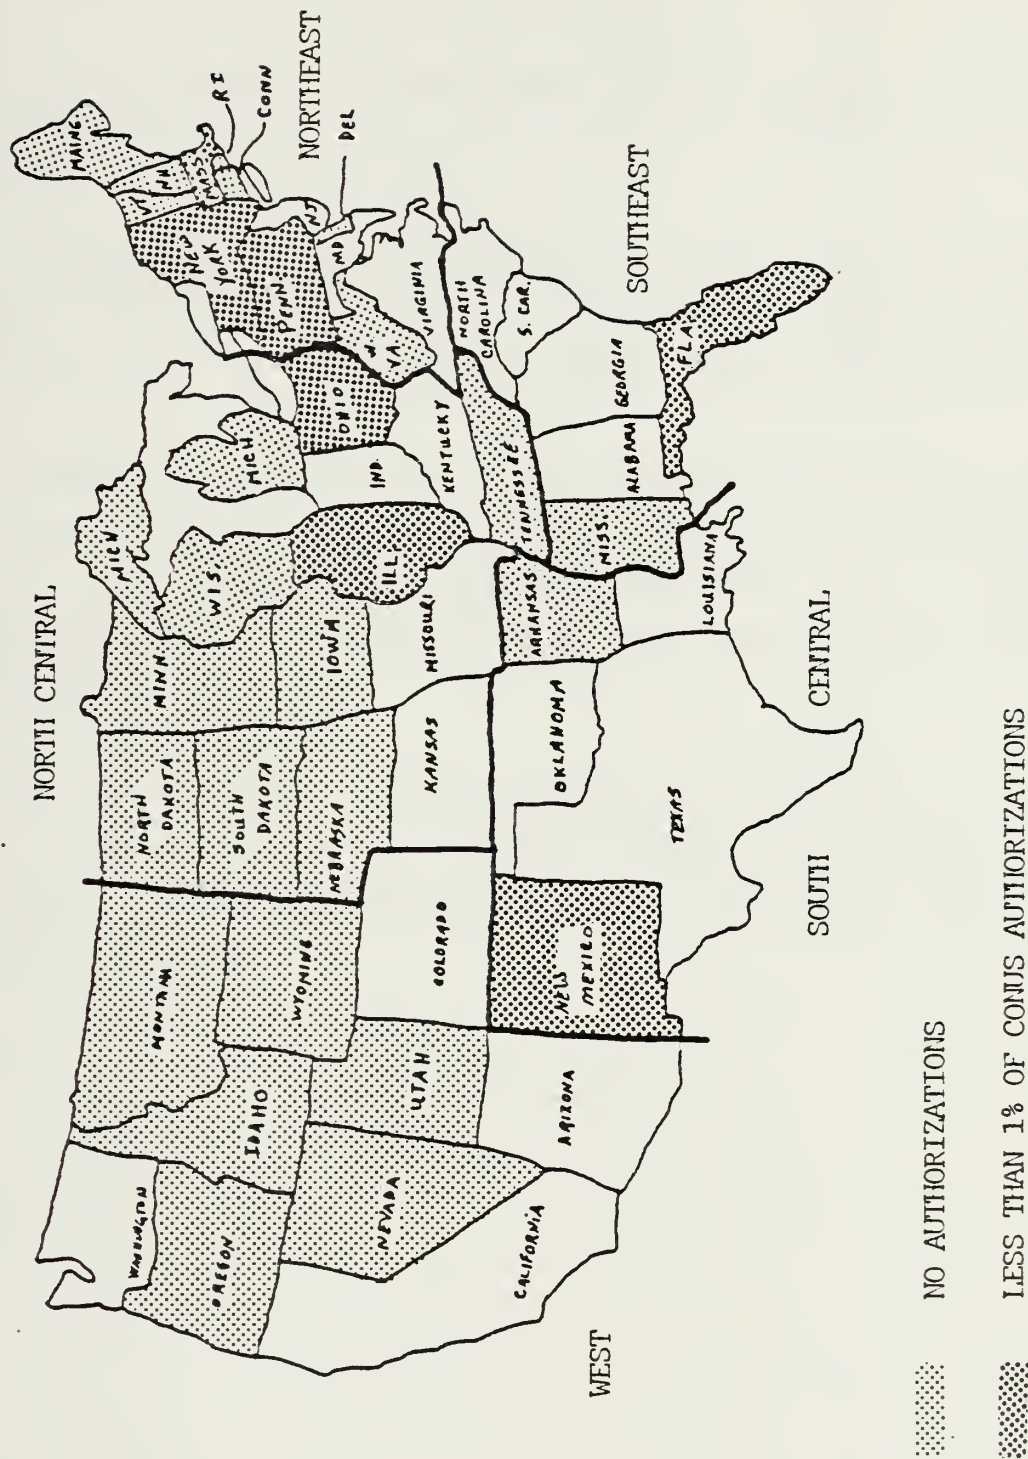 NORTH CENTRAL
NORTHEAST
SOUTHEAST
SOUTH CENTRAL
WEST
WASHINGTON
OREGON
CALIFORNIA
NEVADA
IDAHO
MONTANA
WYOMING
UTAH
ARIZONA
COLORADO
NEW
MEXICO
NORTH
DAKOTA
SOUTH
DAKOTA
NEBRASKA
KANSAS
OKLAHOMA
TEXAS
MINN
IOWA
MISSOURI
ARKANSAS
LOUISIANA
WIS.
ILL.
MICH
MICH
IND.
OHIO
KENTUCKY
TENNESSEE
MISS.
ALABAMA
GEORGIA
FLA.
S. CAR.
NORTH
CAROLINA
VIRGINIA
W
VA
MD
DEL
PENN.
NJ
NEW
YORK
CONN
RI
MASS
VT
NH
MAINE
NO AUTHORIZATIONS
LESS THAN 1% OF CONUS AUTHORIZATIONS